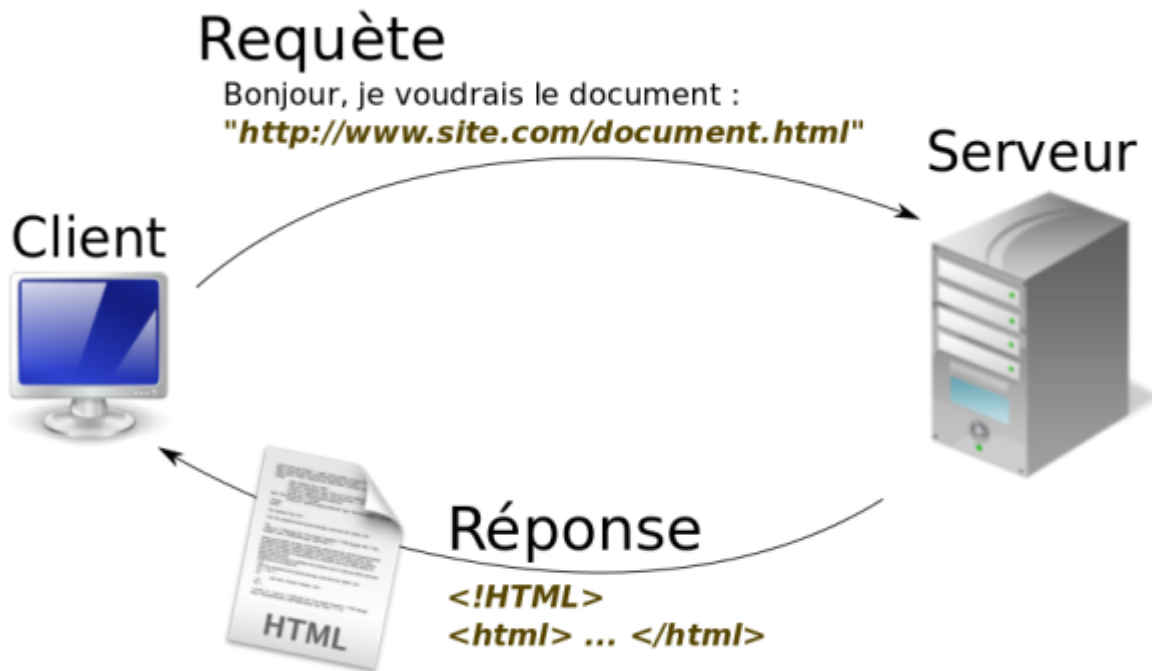 Requète
Bonjour, je voudrais le document :
"http://www.site.com/document.html"
Serveur
Client
Réponse
<!HTML>
<html> ... </html>
HTML